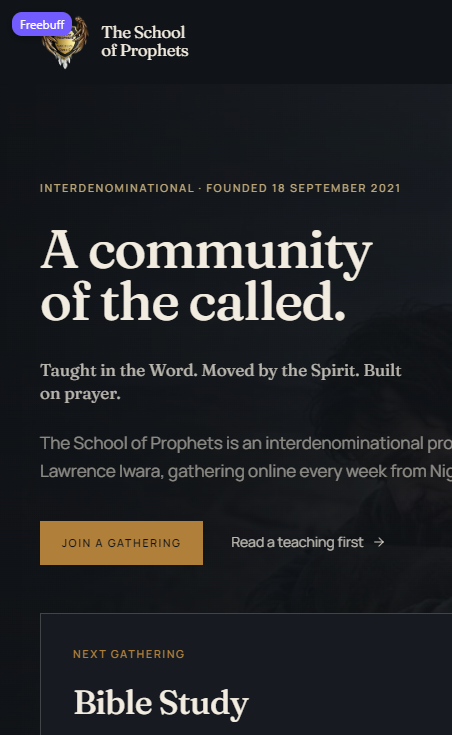 Freebuff
The School
of Prophets
INTERDENOMINATIONAL · FOUNDED 18 SEPTEMBER 2021
A community
of the called.
Taught in the Word. Moved by the Spirit. Built
on prayer.
The School of Prophets is an interdenominational
Lawrence Iwara, gathering online every week from
JOIN A GATHERING
Read a teaching first →
NEXT GATHERING
Bible Study